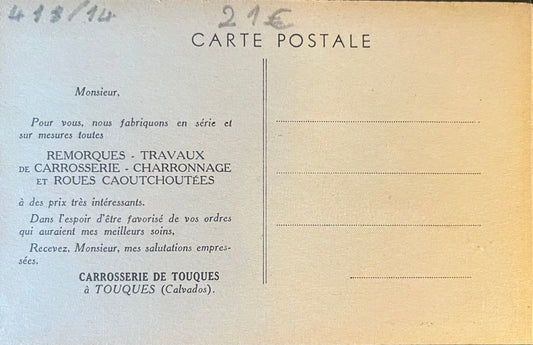 413/14
21€
CARTE POSTALE
Monsieur,
Pour vous, nous fabriquons en série et
sur mesures toutes
REMORQUES - TRAVAUX
DE CARROSSERIE - CHARRONNAGE
ET ROUES CAOUTCHOUTÉES
à des prix très intéressants.
Dans l'espoir d'être favorisé de vos ordres
qui auraient mes meilleurs soins,
Recevez, Monsieur, mes salutations empres-
sées.
CARROSSERIE DE TOUQUES
à TOUQUES (Calvados).